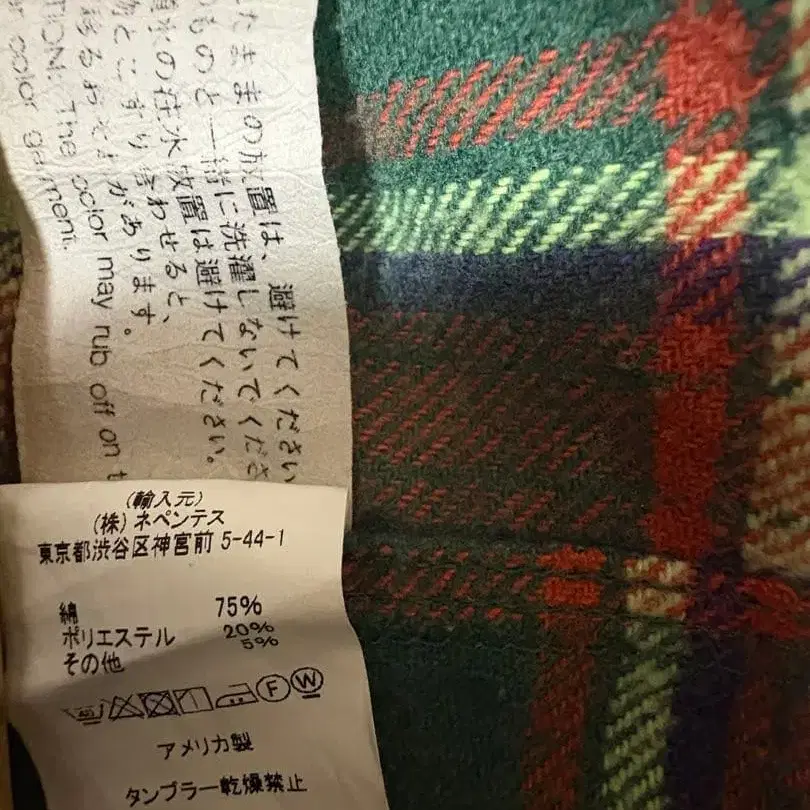 たままの放置は、避けてください
ものと一緒に洗濯しないでくださ
水の在水放置は避けてください。
とこすり合わせると、
移るおそれがあります。
TION: The color may rub off on t
r color garment.
(輸入元)
(株) ネペンテス
東京都渋谷区神宮前 5-44-1
綿 75%
ポリエステル 20%
その他 5%
F W
アメリカ製
タンブラー乾燥禁止